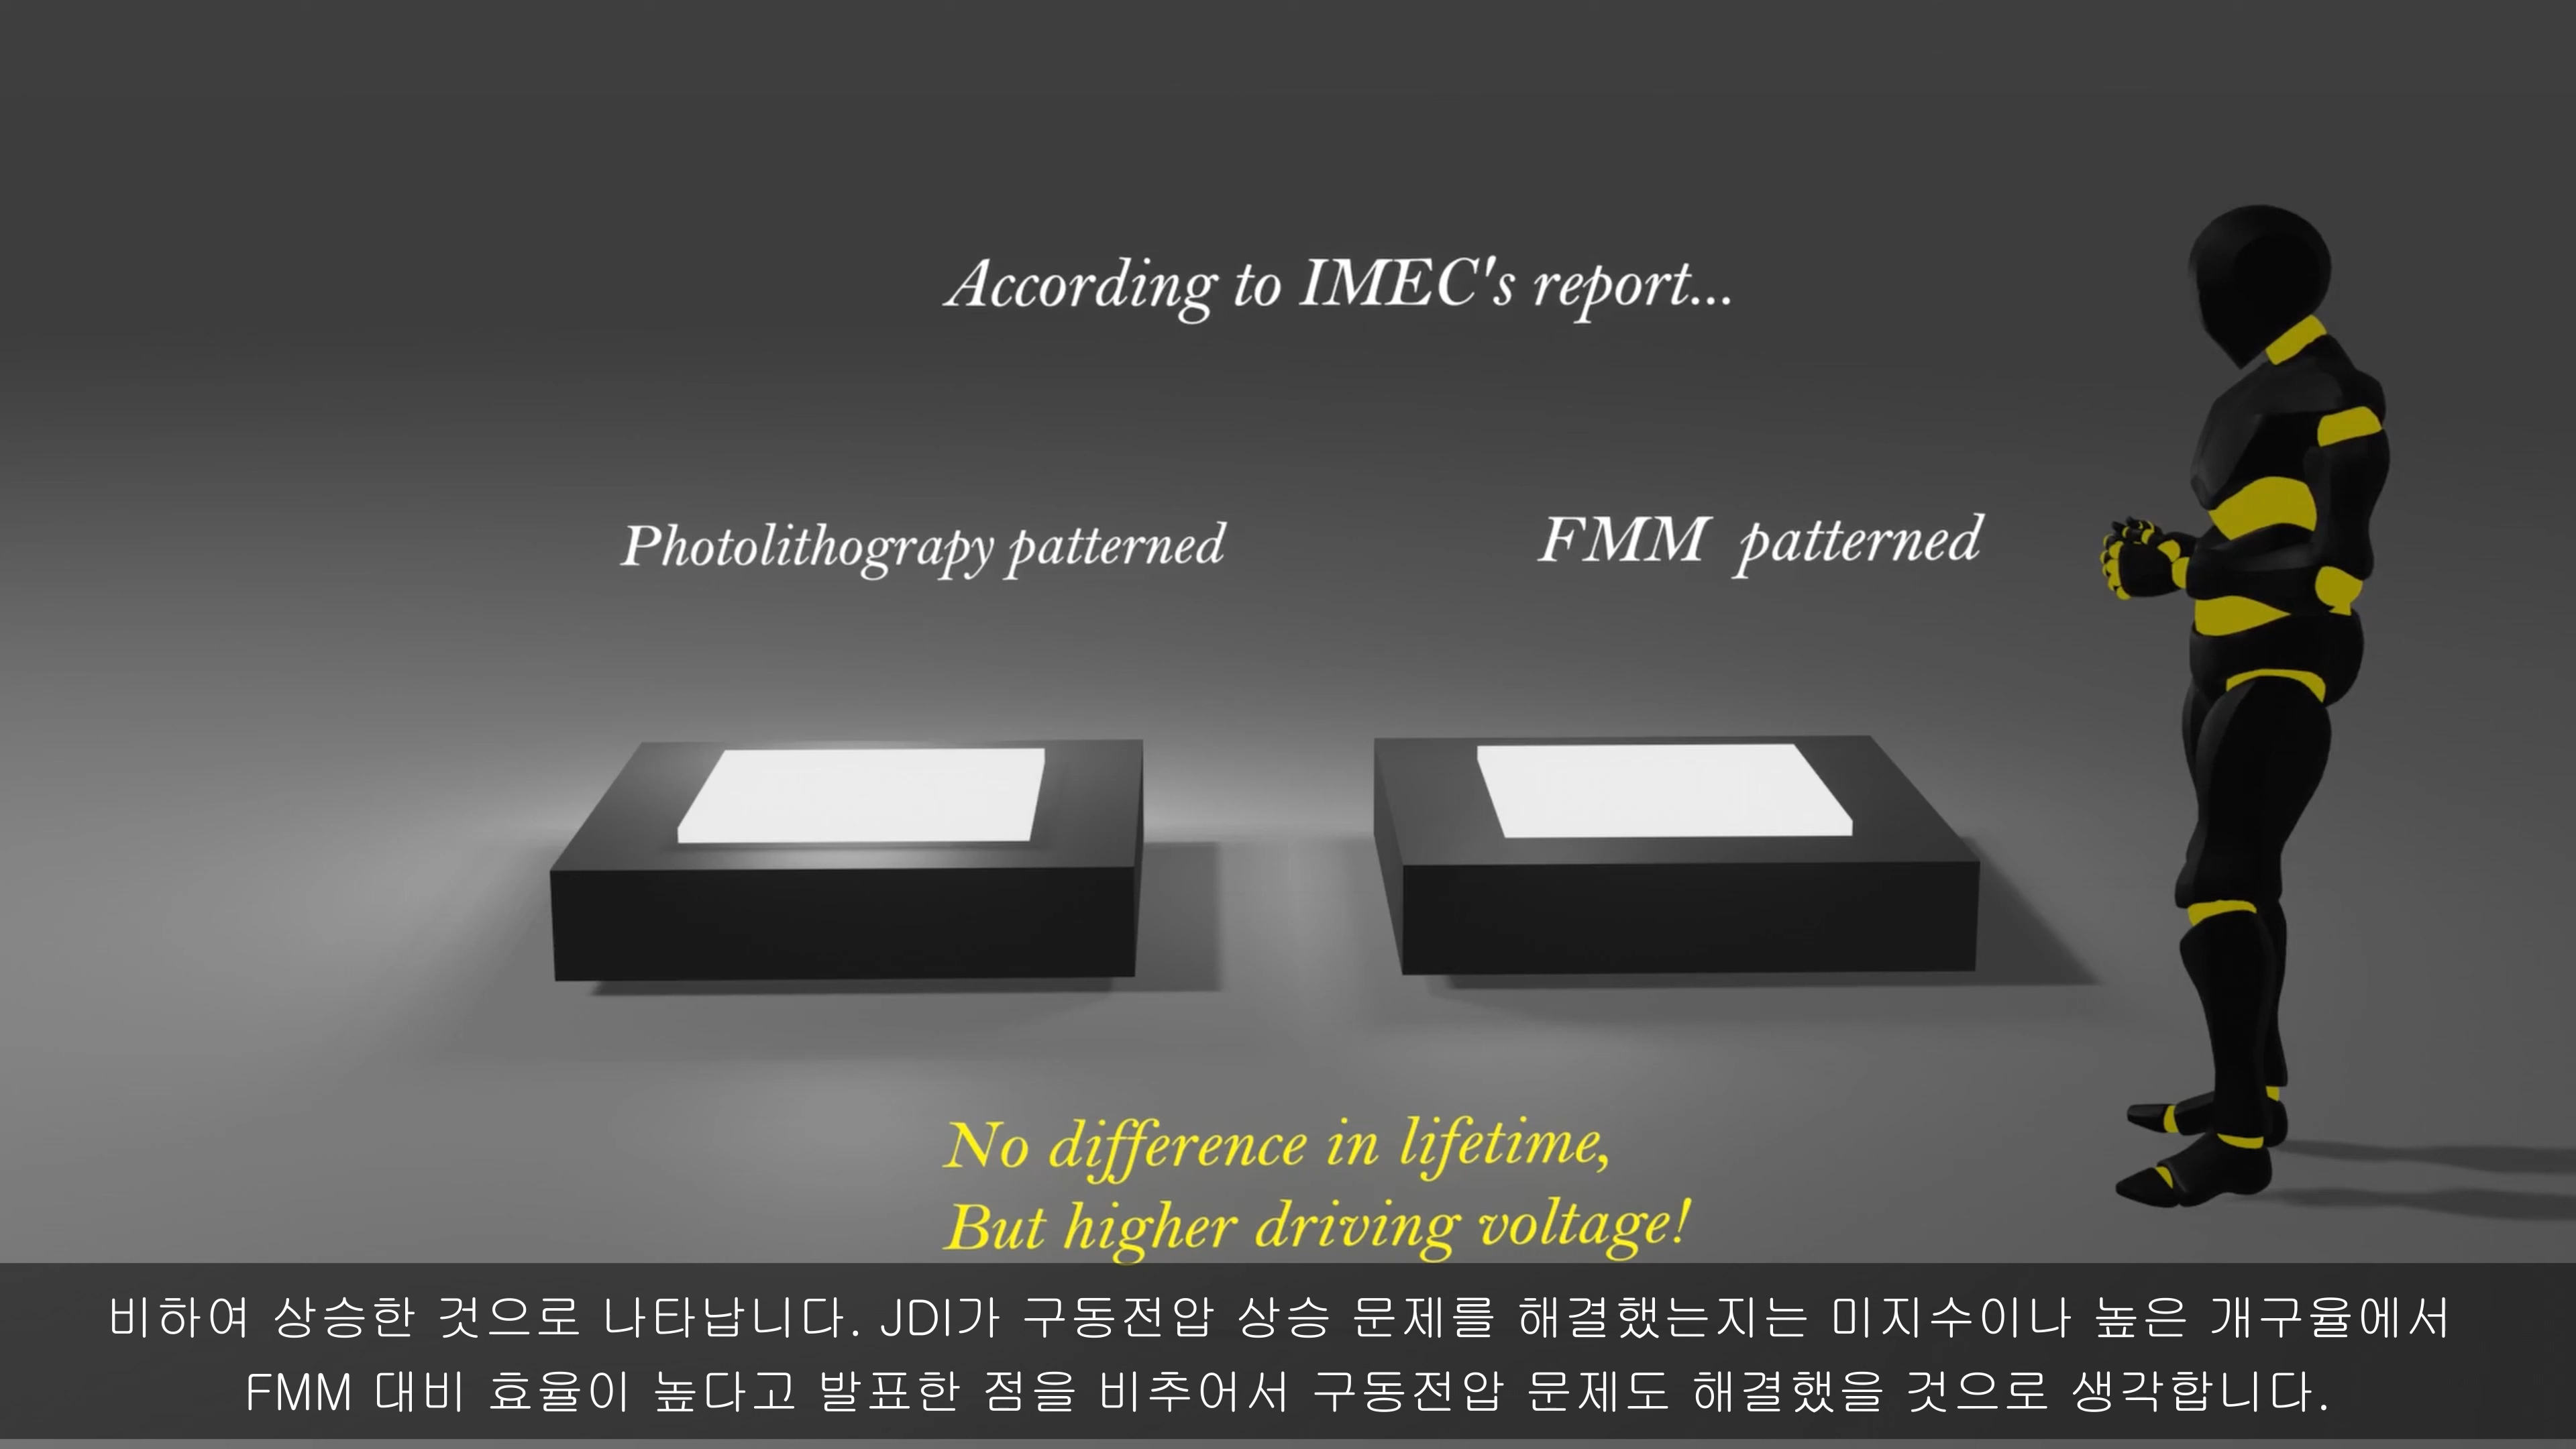 According to IMEC's report...
Photolithograpy patterned
FMM patterned
No difference in lifetime,
But higher driving voltage!
비하여 상승한 것으로 나타납니다. JDI가 구동전압 상승 문제를 해결했는지는 미지수이나 높은 개구율에서
FMM 대비 효율이 높다고 발표한 점을 비추어서 구동전압 문제도 해결했을 것으로 생각합니다.